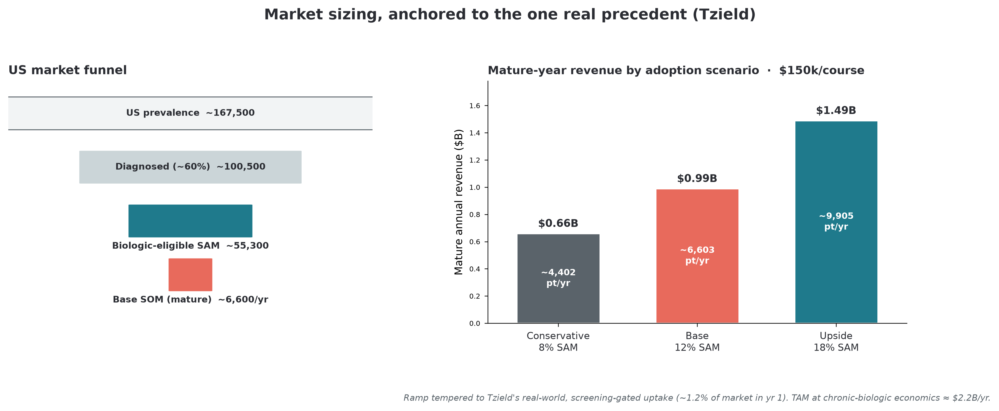 Market sizing, anchored to the one real precedent (Tzield)
US market funnel
US prevalence ~167,500
Diagnosed (~60%) ~100,500
Biologic-eligible SAM ~55,300
Base SOM (mature) ~6,600/yr
Mature-year revenue by adoption scenario · $150k/course
Mature annual revenue ($B)
1.6
1.4
1.2
1.0
0.8
0.6
0.4
0.2
0.0
$0.66B
~4,402
pt/yr
$0.99B
~6,603
pt/yr
$1.49B
~9,905
pt/yr
Conservative
8% SAM
Base
12% SAM
Upside
18% SAM
Ramp tempered to Tzield's real-world, screening-gated uptake (~1.2% of market in yr 1). TAM at chronic-biologic economics ≈ $2.2B/yr.